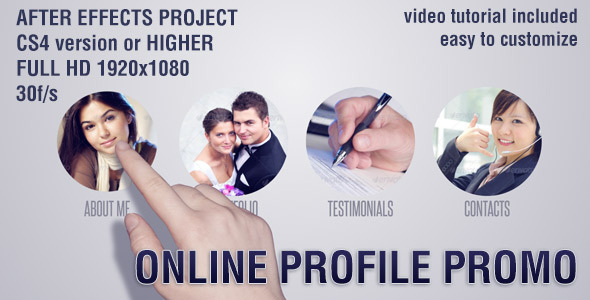 AFTER EFFECTS PROJECT
CS4 version or HIGHER
FULL HD 1920x1080
30f/s
video tutorial included
easy to customize
ABOUT ME
FOLIO
TESTIMONIALS
CONTACTS
ONLINE PROFILE PROMO